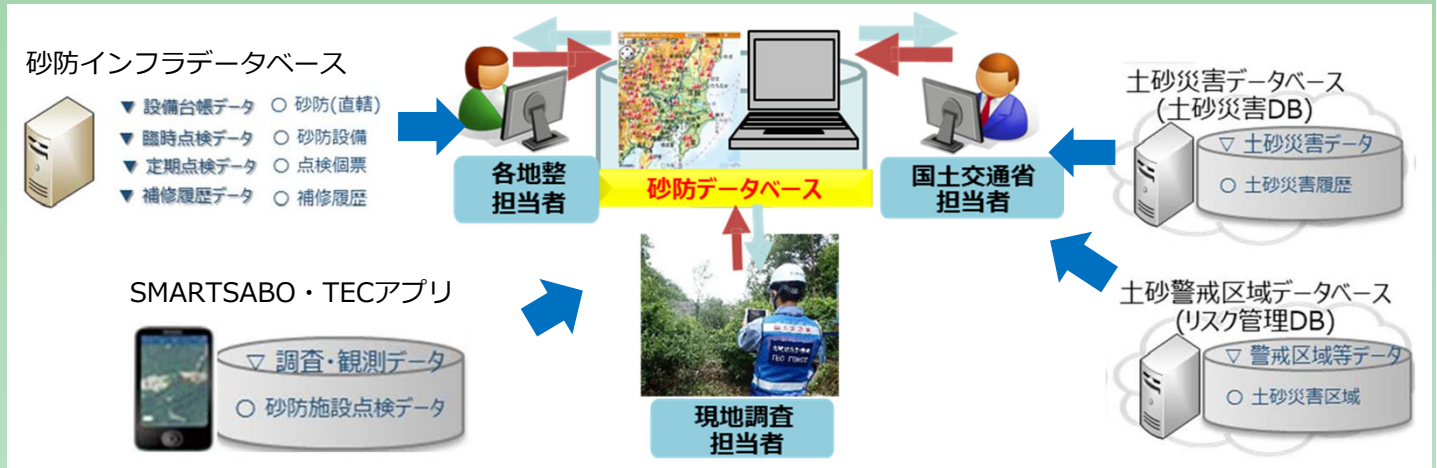 砂防インフラデータベース
▼ 設備台帳データ ○ 砂防(直轄)
▼ 臨時点検データ ○ 砂防設備
▼ 定期点検データ ○ 点検個票
▼ 補修履歴データ ○ 補修履歴
各地整
担当者
砂防データベース
国土交通省
担当者
土砂災害データベース
(土砂災害DB)
▽ 土砂災害データ
○ 土砂災害履歴
SMARTSABO・TECアプリ
▽ 調査・観測データ
○ 砂防施設点検データ
現地調査
担当者
土砂警戒区域データベース
(リスク管理DB)
▽ 警戒区域等データ
○ 土砂災害区域